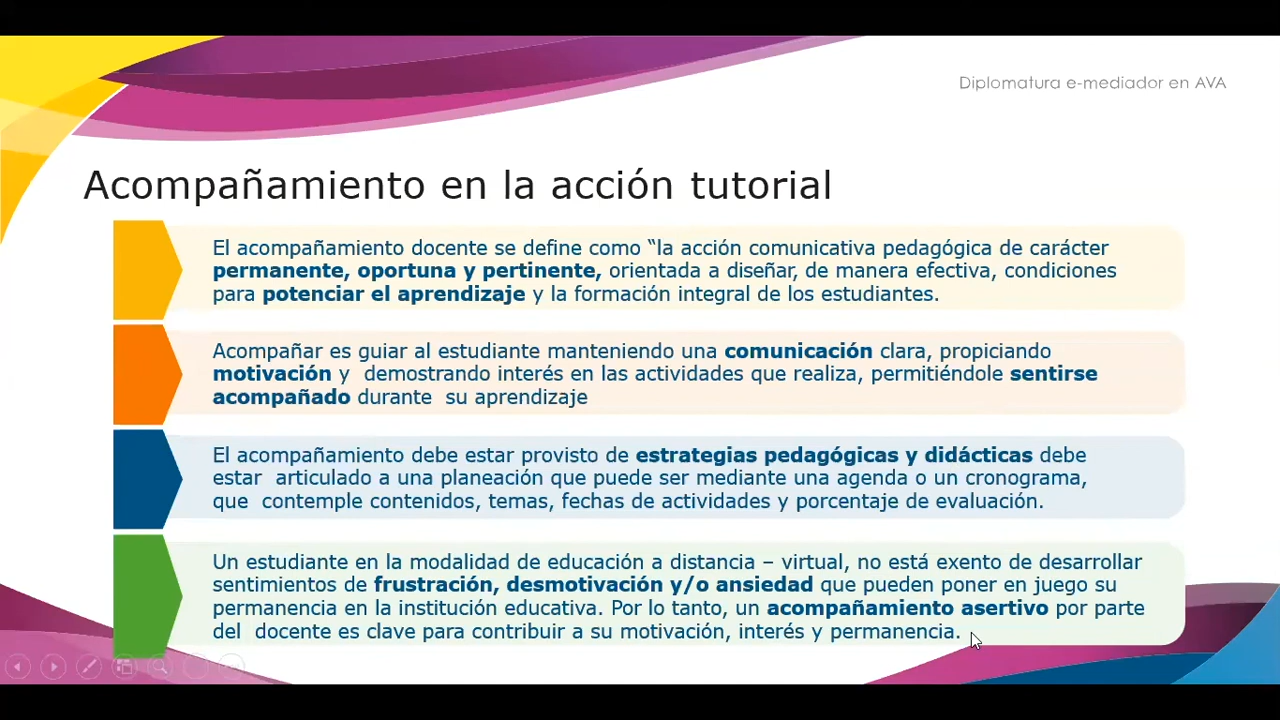 Diplomatura e-mediador en AVA
Acompañamiento en la acción tutorial
El acompañamiento docente se define como “la acción comunicativa pedagógica de carácter
permanente, oportuna y pertinente, orientada a diseñar, de manera efectiva, condiciones
para potenciar el aprendizaje y la formación integral de los estudiantes.
Acompañar es guiar al estudiante manteniendo una comunicación clara, propiciando
motivación y demostrando interés en las actividades que realiza, permitiéndole sentirse
acompañado durante su aprendizaje
El acompañamiento debe estar provisto de estrategias pedagógicas y didácticas debe
estar articulado a una planeación que puede ser mediante una agenda o un cronograma,
que contemple contenidos, temas, fechas de actividades y porcentaje de evaluación.
Un estudiante en la modalidad de educación a distancia – virtual, no está exento de desarrollar
sentimientos de frustración, desmotivación y/o ansiedad que pueden poner en juego su
permanencia en la institución educativa. Por lo tanto, un acompañamiento asertivo por parte
del docente es clave para contribuir a su motivación, interés y permanencia.